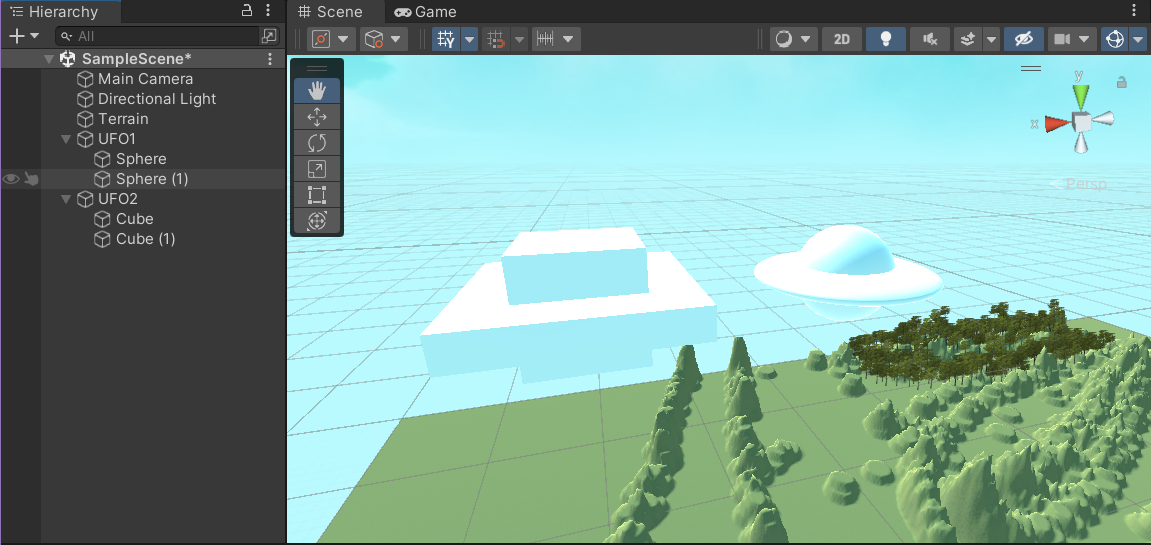 Hierarchy
All
SampleScene*
Main Camera
Directional Light
Terrain
UFO1
Sphere
Sphere (1)
UFO2
Cube
Cube (1)
Scene
Game
2D
y
x
Persp